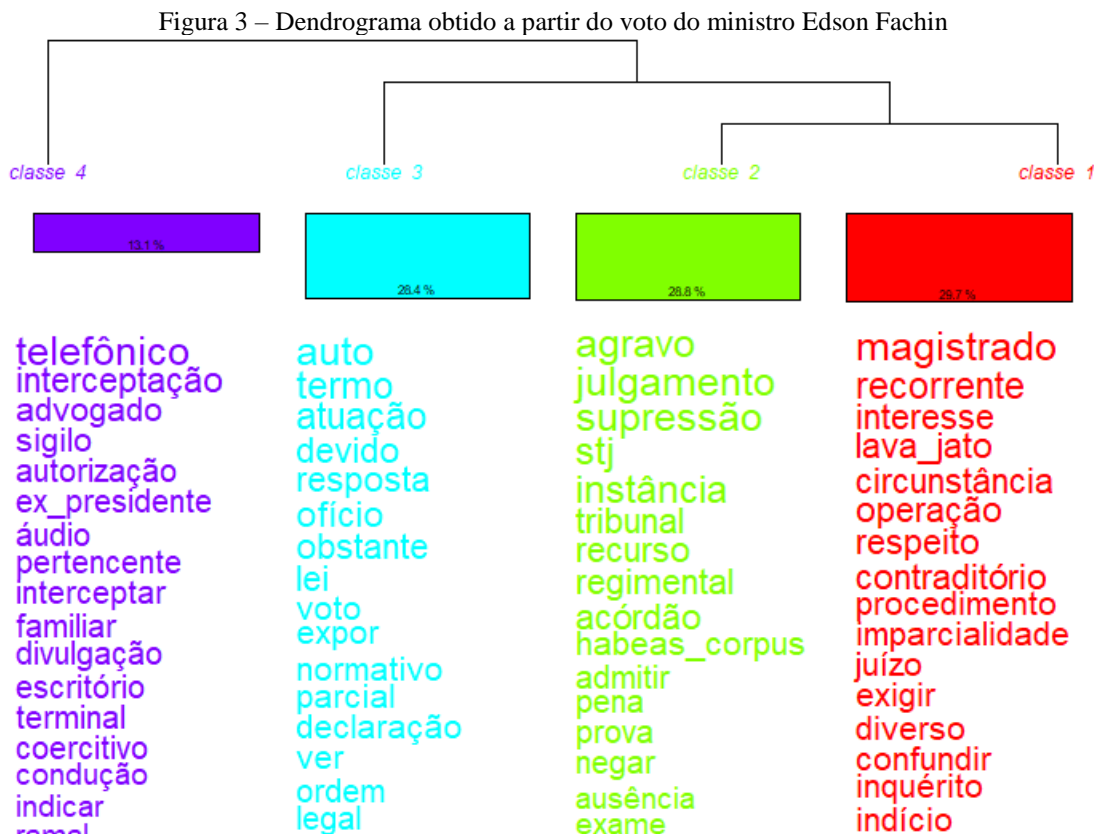 Figura 3 – Dendrograma obtido a partir do voto do ministro Edson Fachin
classe 4
classe 3
classe 2
classe 1
13.1 %
28.4 %
28.8 %
29.7 %
telefônico
interceptação
advogado
sigilo
autorização
ex_presidente
áudio
pertencente
interceptar
familiar
divulgação
escritório
terminal
coercitivo
condução
indicar
auto
termo
atuação
devido
resposta
ofício
obstante
lei
voto
expor
normativo
parcial
declaração
ver
ordem
legal
agravo
julgamento
supressão
stj
instância
tribunal
recurso
regimental
acórdão
habeas_corpus
admitir
pena
prova
negar
ausência
exame
magistrado
recorrente
interesse
lava_jato
circunstância
operação
respeito
contraditório
procedimento
imparcialidade
juízo
exigir
diverso
confundir
inquérito
indício